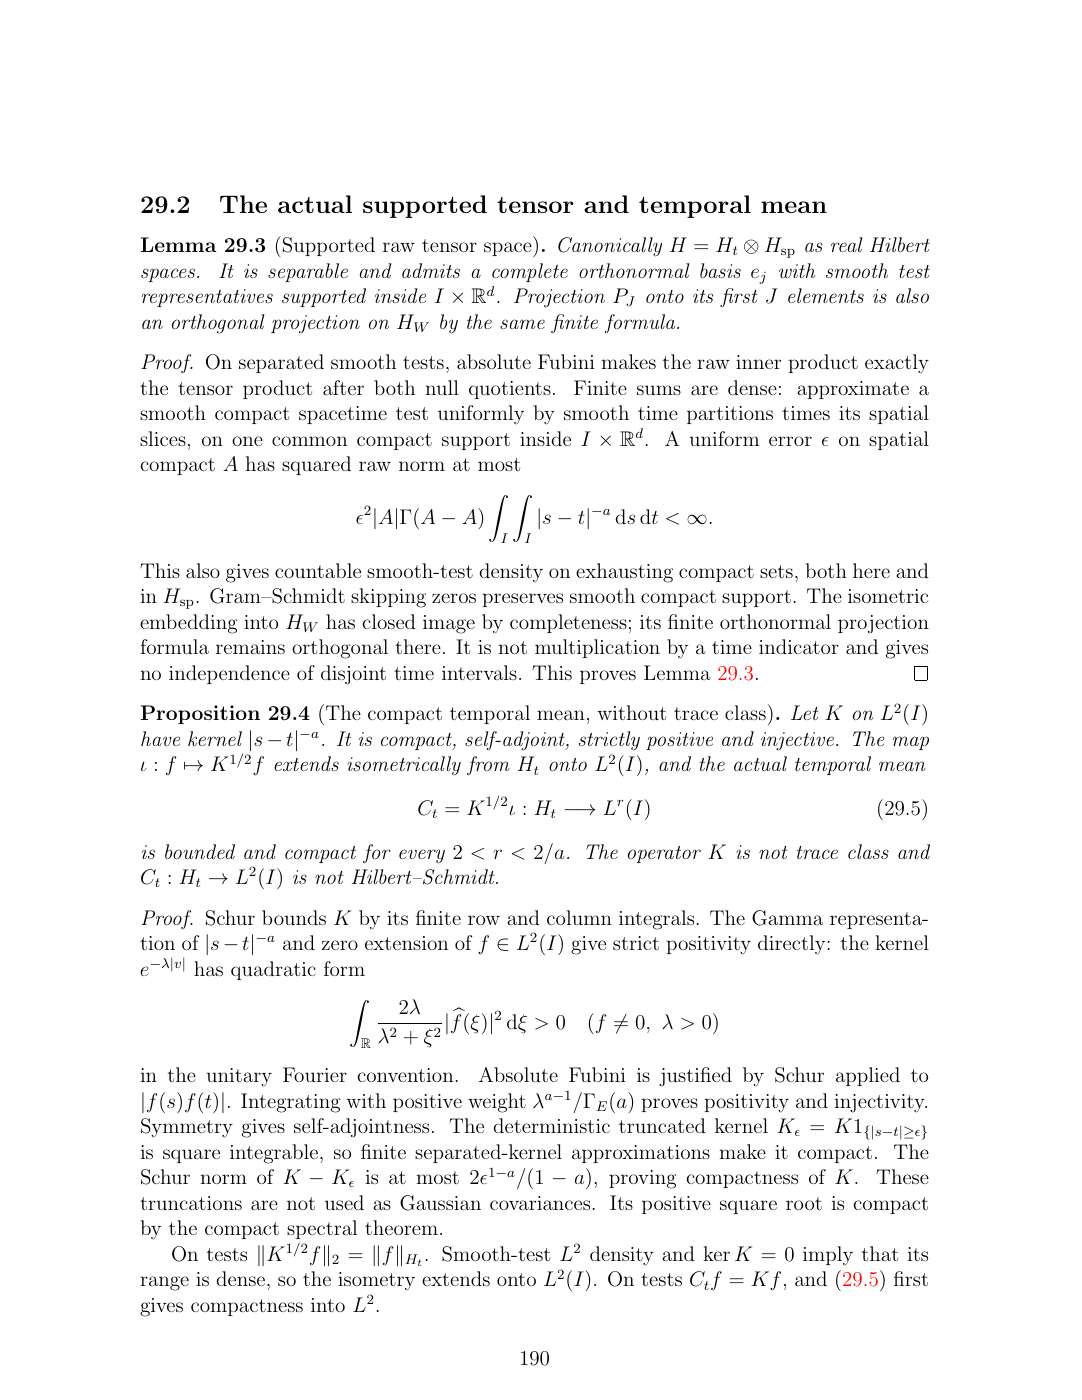 29.2 The actual supported tensor and temporal mean
Lemma 29.3 (Supported raw tensor space). Canonically H = H_t ⊗ H_sp as real Hilbert
spaces. It is separable and admits a complete orthonormal basis e_j with smooth test
representatives supported inside I × ℝ^d. Projection P_J onto its first J elements is also
an orthogonal projection on H_W by the same finite formula.
Proof. On separated smooth tests, absolute Fubini makes the raw inner product exactly
the tensor product after both null quotients. Finite sums are dense: approximate a
smooth compact spacetime test uniformly by smooth time partitions times its spatial
slices, on one common compact support inside I × ℝ^d. A uniform error ϵ on spatial
compact A has squared raw norm at most
ϵ^2|A|Γ(A − A) ∫_I ∫_I |s − t|^{−a} ds dt < ∞.
This also gives countable smooth-test density on exhausting compact sets, both here and
in H_sp. Gram–Schmidt skipping zeros preserves smooth compact support. The isometric
embedding into H_W has closed image by completeness; its finite orthonormal projection
formula remains orthogonal there. It is not multiplication by a time indicator and gives
no independence of disjoint time intervals. This proves Lemma 29.3. □
Proposition 29.4 (The compact temporal mean, without trace class). Let K on L^2(I)
have kernel |s − t|^{−a}. It is compact, self-adjoint, strictly positive and injective. The map
ι : f ↦ K^{1/2}f extends isometrically from H_t onto L^2(I), and the actual temporal mean
C_t = K^{1/2}ι : H_t ⟶ L^r(I) (29.5)
is bounded and compact for every 2 < r < 2/a. The operator K is not trace class and
C_t : H_t → L^2(I) is not Hilbert–Schmidt.
Proof. Schur bounds K by its finite row and column integrals. The Gamma representa-
tion of |s − t|^{−a} and zero extension of f ∈ L^2(I) give strict positivity directly: the kernel
e^{−λ|v|} has quadratic form
∫_ℝ \frac{2λ}{λ^2 + ξ^2} |\hat{f}(ξ)|^2 dξ > 0 (f ≠ 0, λ > 0)
in the unitary Fourier convention. Absolute Fubini is justified by Schur applied to
|f(s)f(t)|. Integrating with positive weight λ^{a−1}/Γ_E(a) proves positivity and injectivity.
Symmetry gives self-adjointness. The deterministic truncated kernel K_ϵ = K1_{\{|s−t|≥ϵ\}}
is square integrable, so finite separated-kernel approximations make it compact. The
Schur norm of K − K_ϵ is at most 2ϵ^{1−a}/(1 − a), proving compactness of K. These
truncations are not used as Gaussian covariances. Its positive square root is compact
by the compact spectral theorem.
On tests ∥K^{1/2}f∥_2 = ∥f∥_{H_t}. Smooth-test L^2 density and ker K = 0 imply that its
range is dense, so the isometry extends onto L^2(I). On tests C_t f = Kf, and (29.5) first
gives compactness into L^2.
190